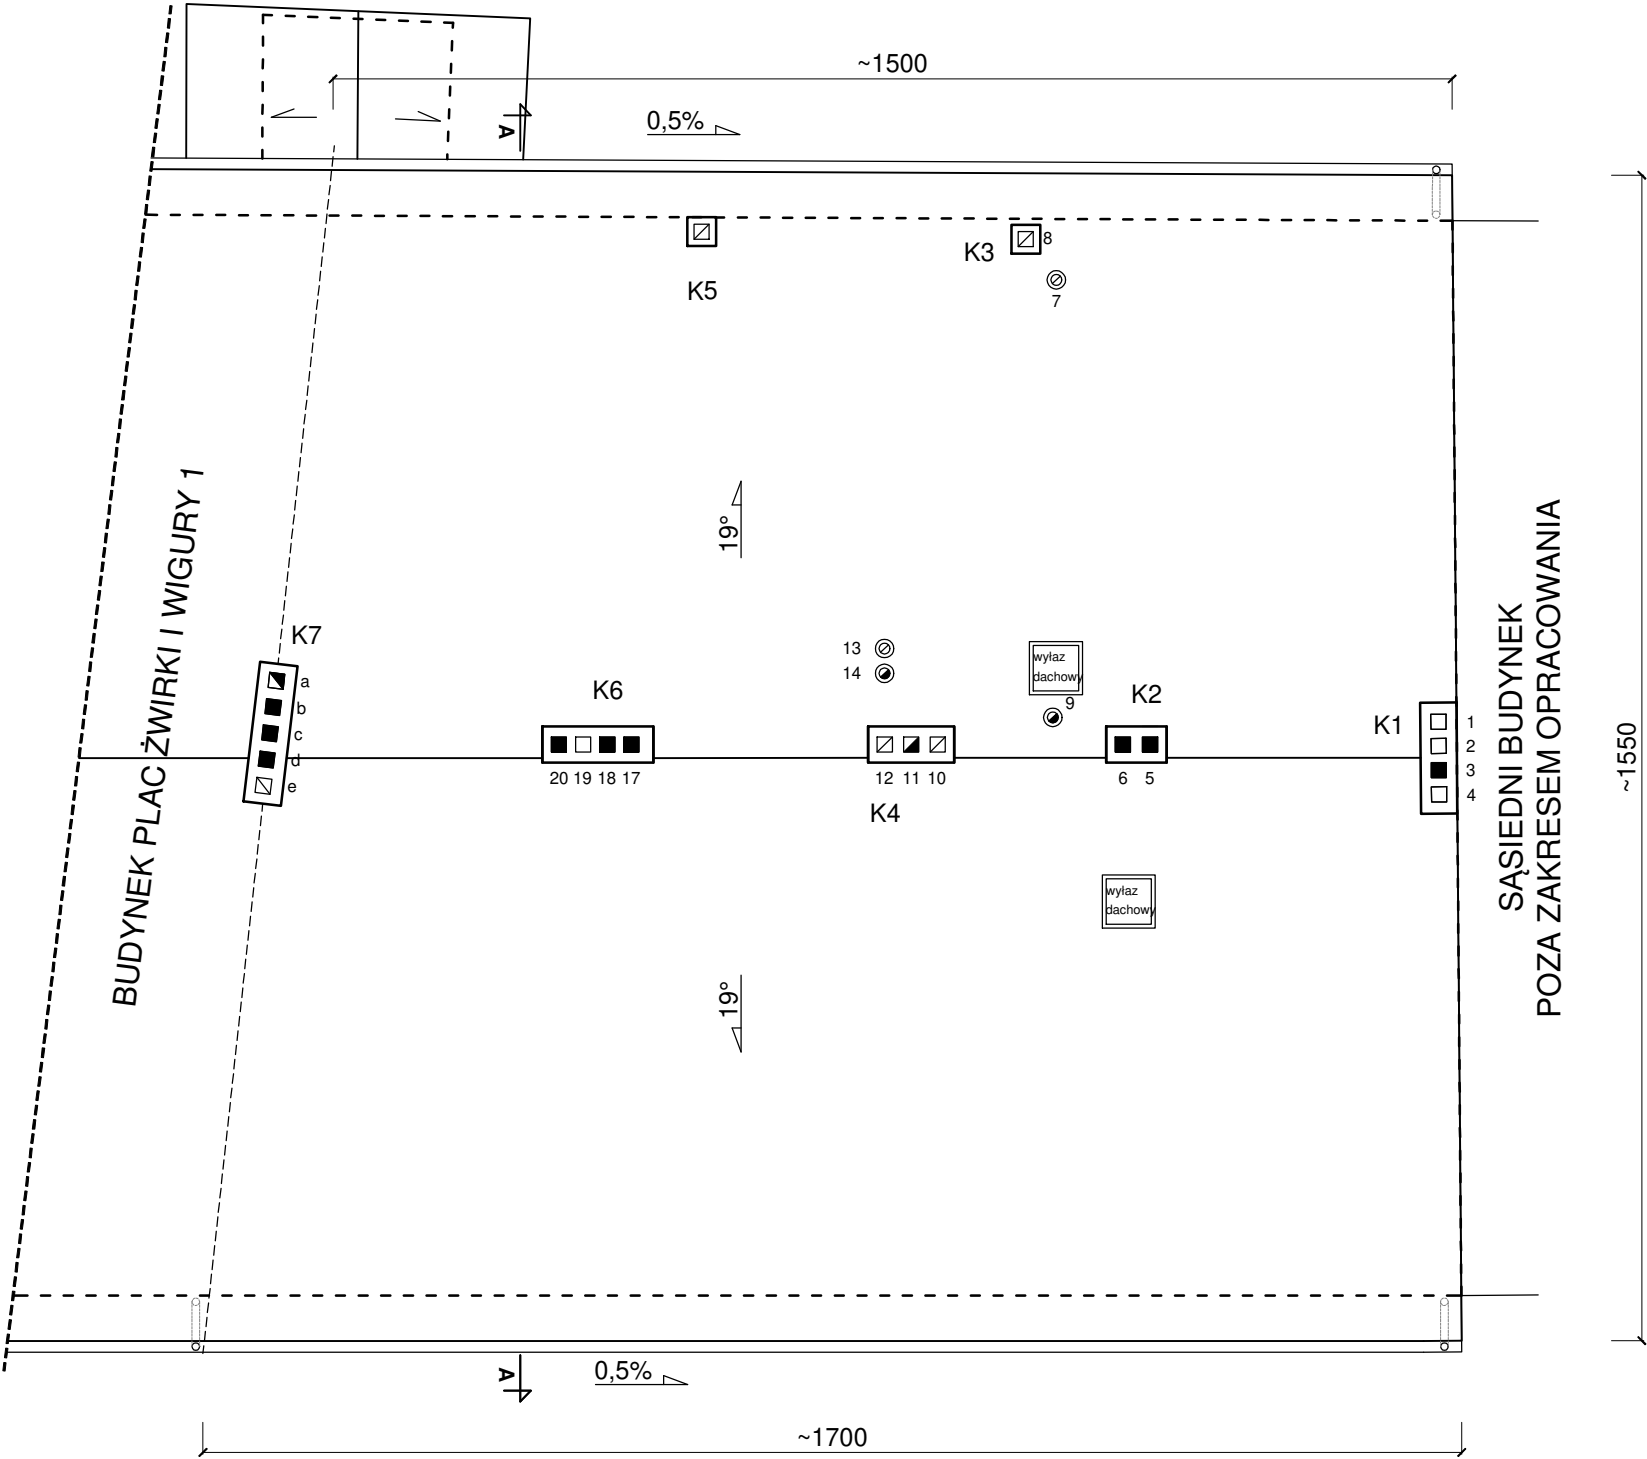 ~1500
0,5%
A
K5
K3
8
7
~1550
19°
BUDYNEK PLAC ŻWIRKI I WIGURY 1
K7
a
b
c
d
e
K6
20 19 18 17
13
14
wyłaz
dachowy
9
K2
6 5
12 11 10
K4
K1
1
2
3
4
SĄSIEDNI BUDYNEK
POZA ZAKRESEM OPRACOWANIA
wyłaz
dachowy
19°
A
0,5%
~1700